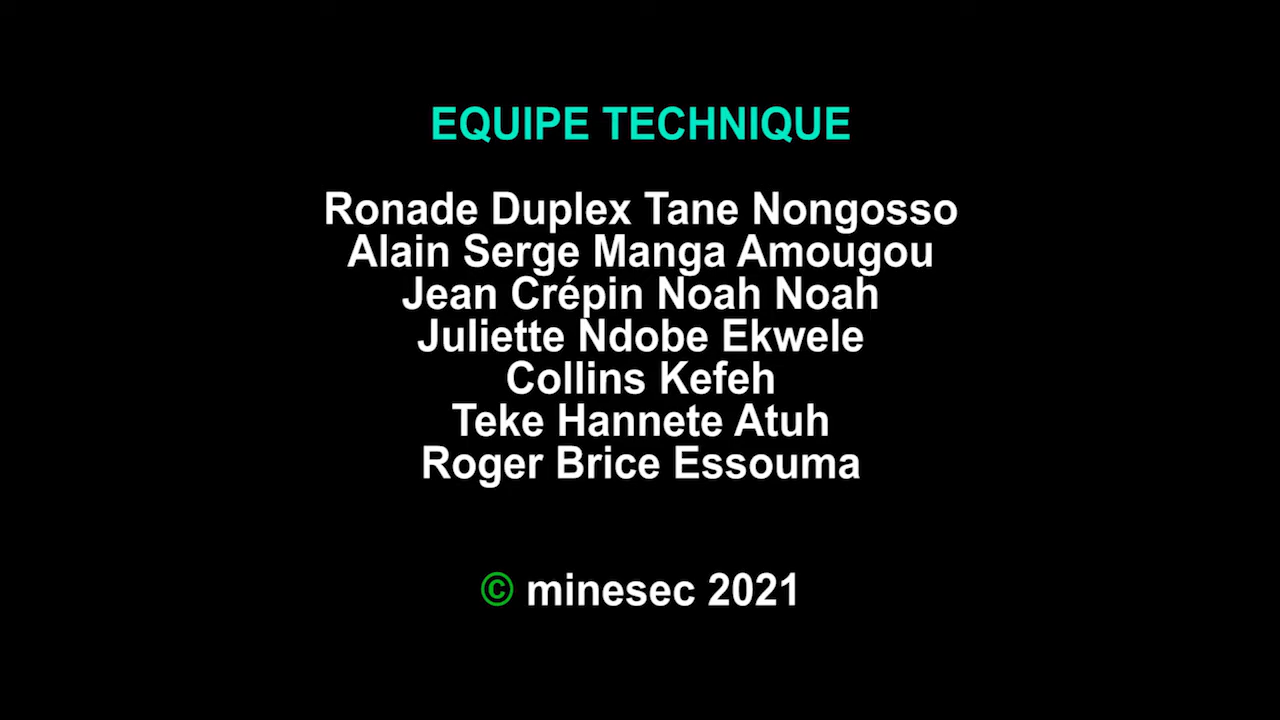 EQUIPE TECHNIQUE
Ronade Duplex Tane Nongosso
Alain Serge Manga Amougou
Jean Crépin Noah Noah
Juliette Ndobe Ekwele
Collins Kefeh
Teke Hannete Atuh
Roger Brice Essouma
© minesec 2021